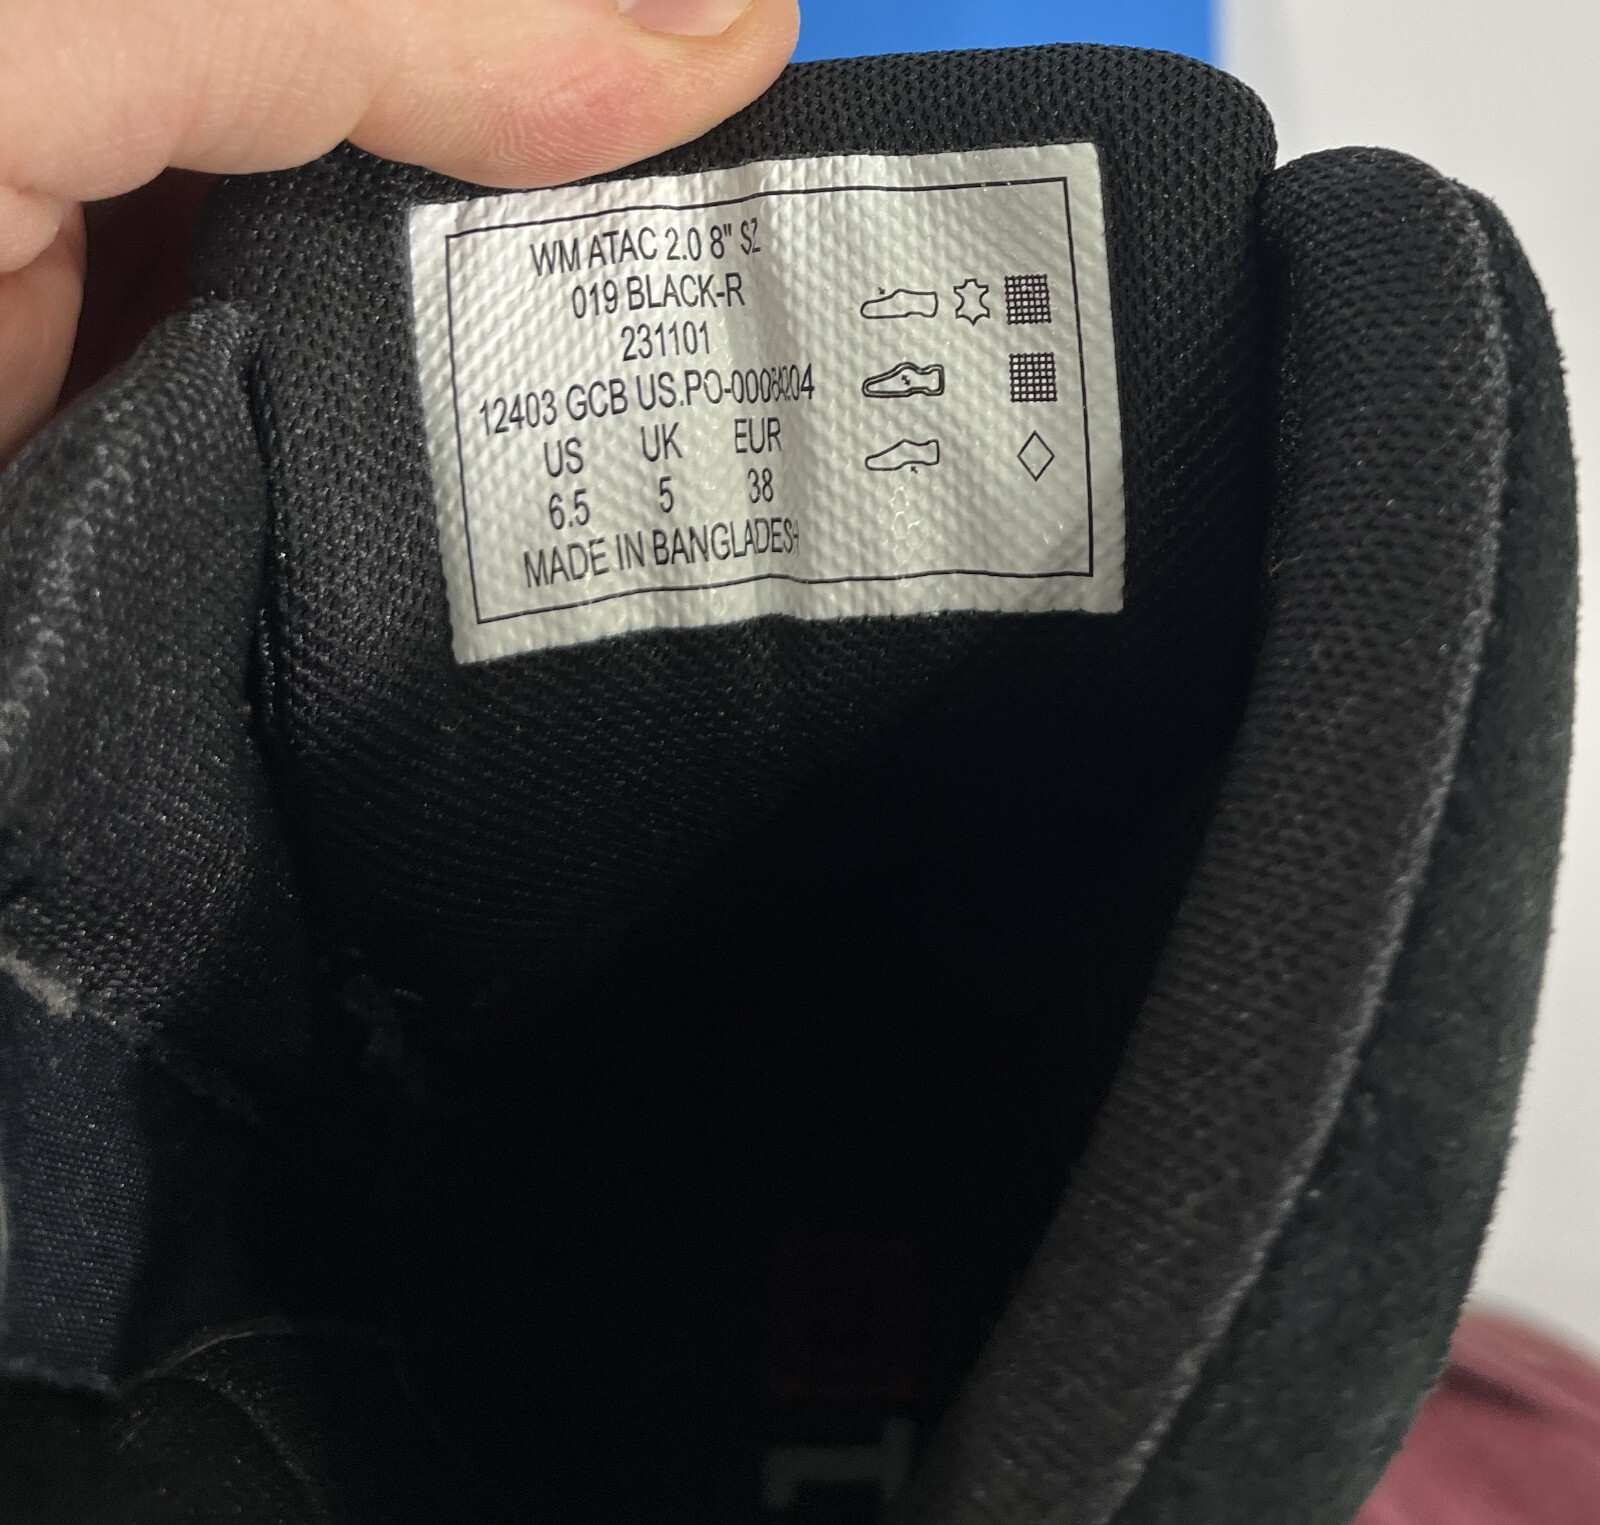 WM ATAC 2.0 8" SZ
019 BLACK-R
231101
12403 GCB US.PO-
US UK EUR
6.5 5 38
MADE IN BANGLADESH